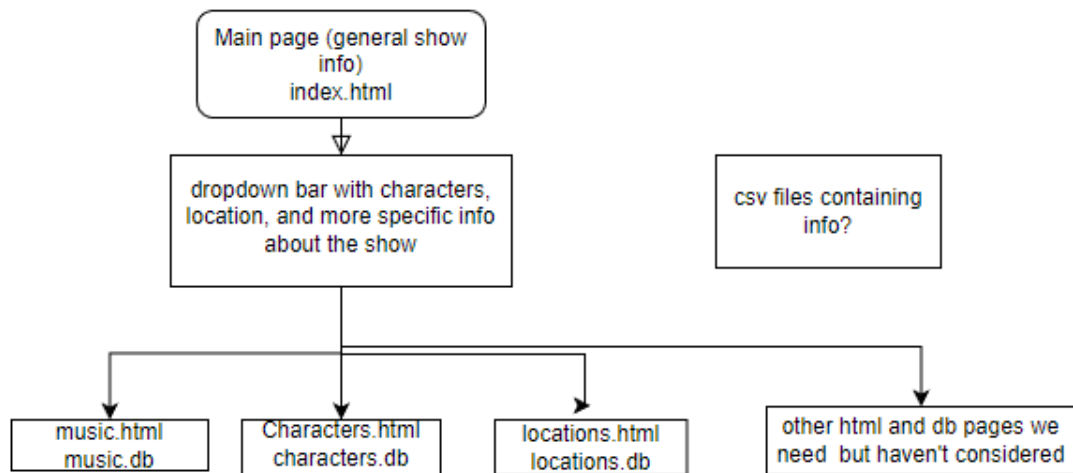 Main page (general show
info)
index.html
dropdown bar with characters,
location, and more specific info
about the show
csv files containing
info?
music.html
music.db
Characters.html
characters.db
locations.html
locations.db
other html and db pages we
need but haven't considered